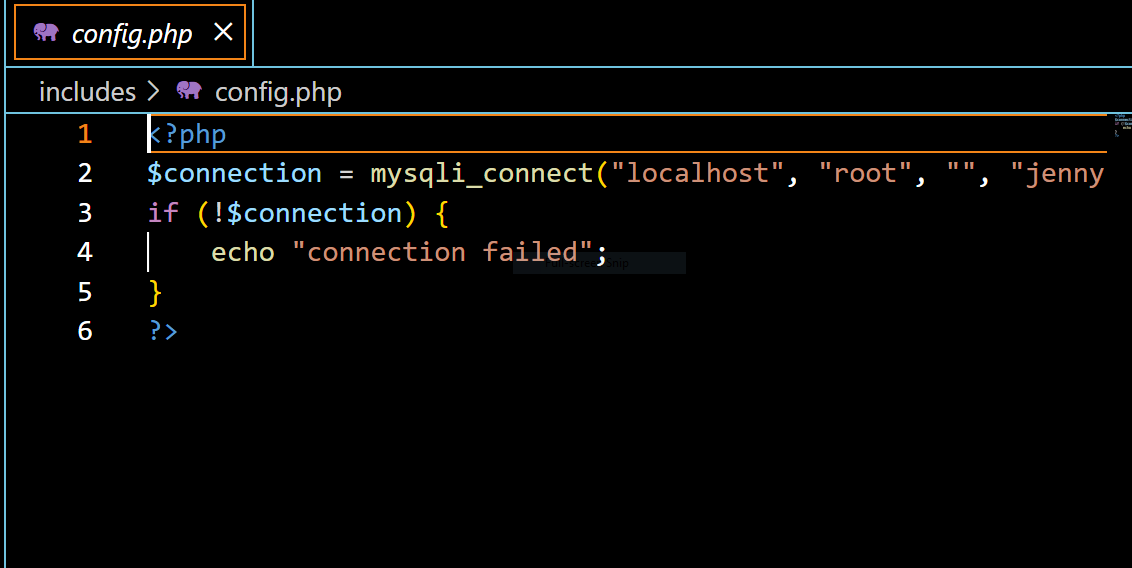 config.php
includes > config.php
1 <?php
2 $connection = mysqli_connect("localhost", "root", "", "jenny
3 if (!$connection) {
4 echo "connection failed";
5 }
6 ?>